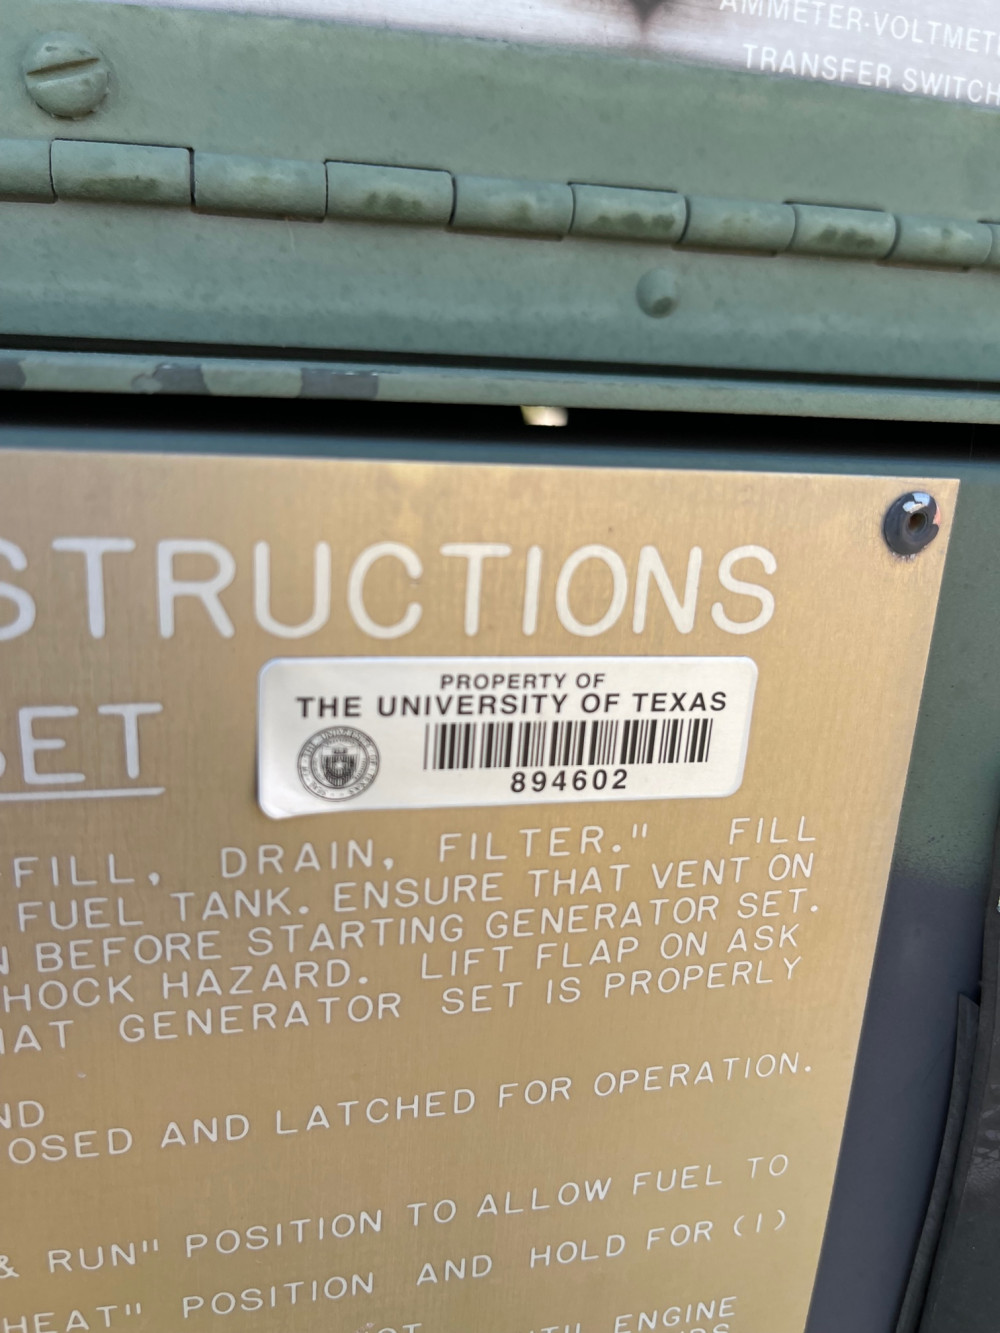 AMMETER-VOLTMET
TRANSFER SWITCH
STRUCTIONS
SET
PROPERTY OF
THE UNIVERSITY OF TEXAS
894602
FILL, DRAIN, FILTER." FILL
FUEL TANK. ENSURE THAT VENT ON
N BEFORE STARTING GENERATOR SET.
HOCK HAZARD. LIFT FLAP ON ASK
HAT GENERATOR SET IS PROPERLY
ND
OSED AND LATCHED FOR OPERATION.
& RUN" POSITION TO ALLOW FUEL TO
HEAT" POSITION AND HOLD FOR (1)
ENGINE